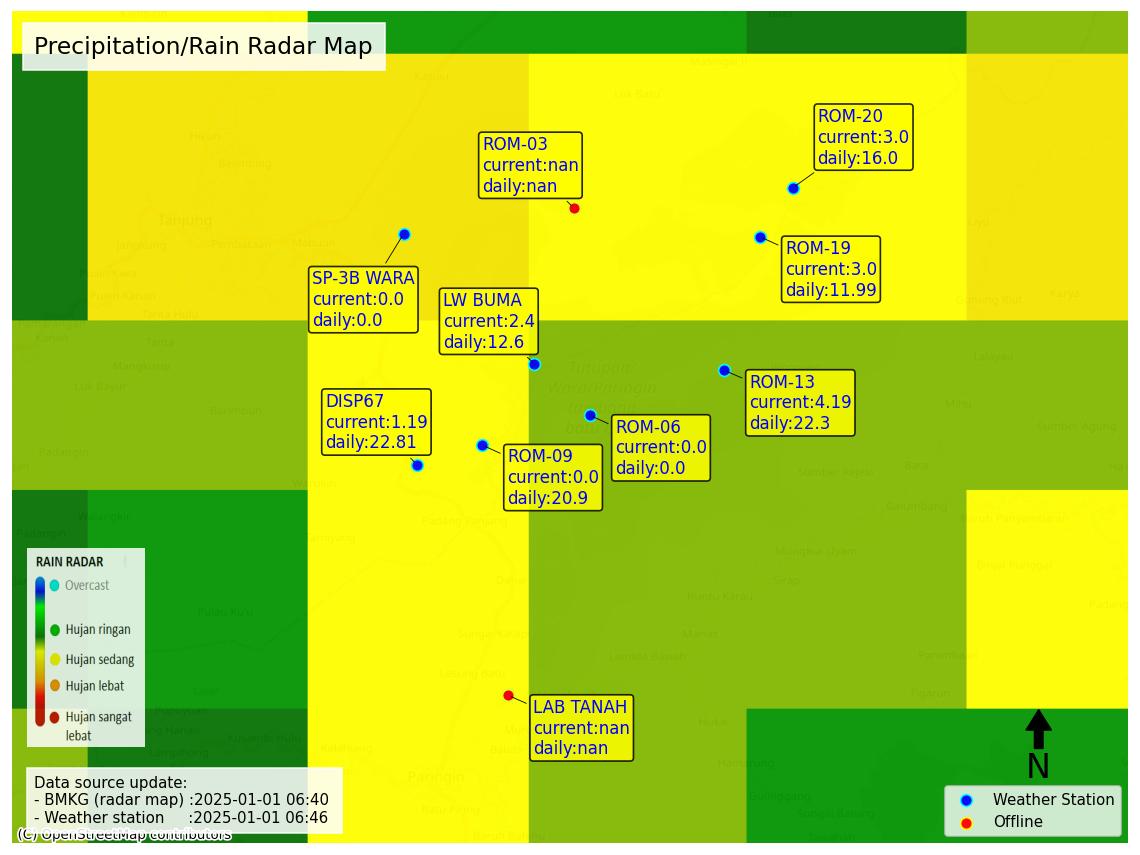 Precipitation/Rain Radar Map
ROM-20
current:3.0
daily:16.0
ROM-03
current:nan
daily:nan
ROM-19
current:3.0
daily:11.99
SP-3B WARA
current:0.0
daily:0.0
LW BUMA
current:2.4
daily:12.6
ROM-13
current:4.19
daily:22.3
DISP67
current:1.19
daily:22.81
ROM-06
current:0.0
daily:0.0
ROM-09
current:0.0
daily:20.9
LAB TANAH
current:nan
daily:nan
Tanjung
Paringin
RAIN RADAR
Overcast
Hujan ringan
Hujan sedang
Hujan lebat
Hujan sangat
lebat
Data source update:
- BMKG (radar map) :2025-01-01 06:40
- Weather station :2025-01-01 06:46
(C) OpenStreetMap contributors
N
Weather Station
Offline